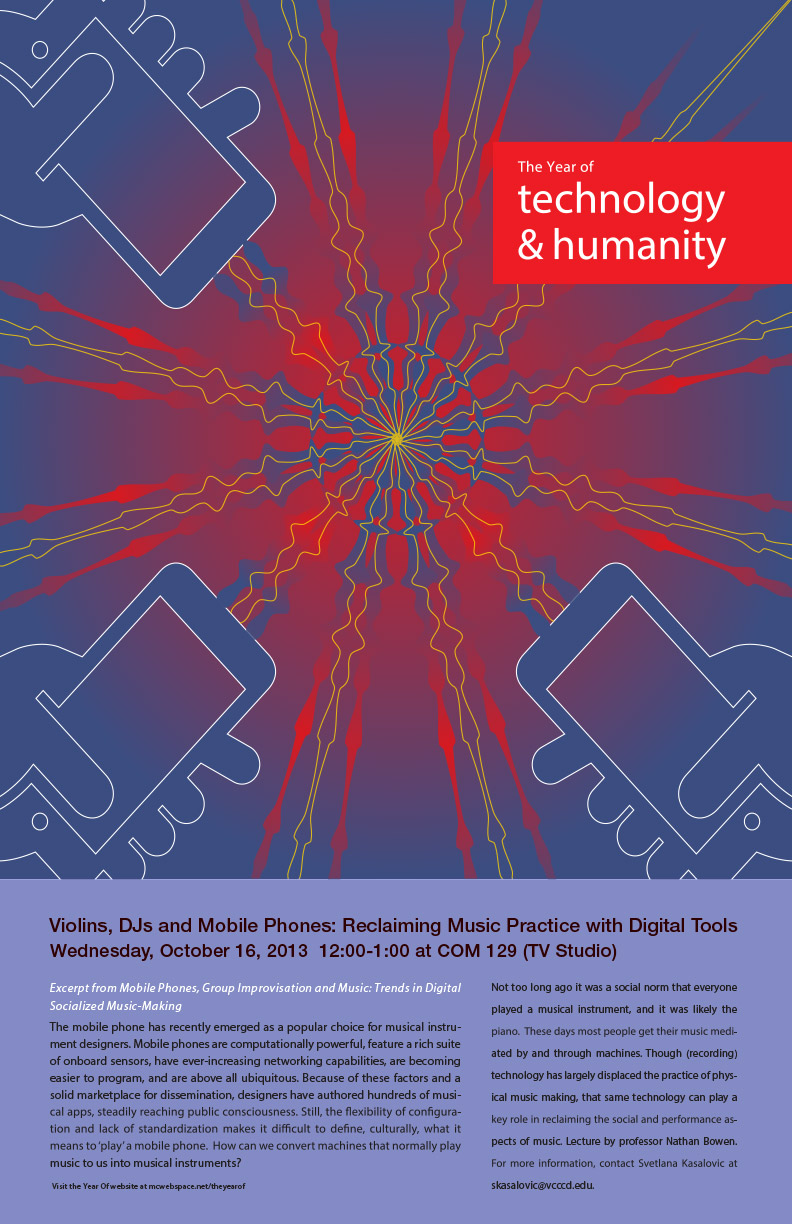 The Year of
technology
& humanity
Violins, DJs and Mobile Phones: Reclaiming Music Practice with Digital Tools
Wednesday, October 16, 2013 12:00-1:00 at COM 129 (TV Studio)
Excerpt from Mobile Phones, Group Improvisation and Music: Trends in Digital
Socialized Music-Making
The mobile phone has recently emerged as a popular choice for musical instru-
ment designers. Mobile phones are computationally powerful, feature a rich suite
of onboard sensors, have ever-increasing networking capabilities, are becoming
easier to program, and are above all ubiquitous. Because of these factors and a
solid marketplace for dissemination, designers have authored hundreds of musi-
cal apps, steadily reaching public consciousness. Still, the flexibility of configura-
tion and lack of standardization makes it difficult to define, culturally, what it
means to 'play' a mobile phone. How can we convert machines that normally play
music to us into musical instruments?
Visit the Year Of website at mcwebspace.net/theyearof
Not too long ago it was a social norm that everyone
played a musical instrument, and it was likely the
piano. These days most people get their music medi-
ated by and through machines. Though (recording)
technology has largely displaced the practice of phys-
ical music making, that same technology can play a
key role in reclaiming the social and performance as-
pects of music. Lecture by professor Nathan Bowen.
For more information, contact Svetlana Kasalovic at
skasalovic@vcccd.edu.